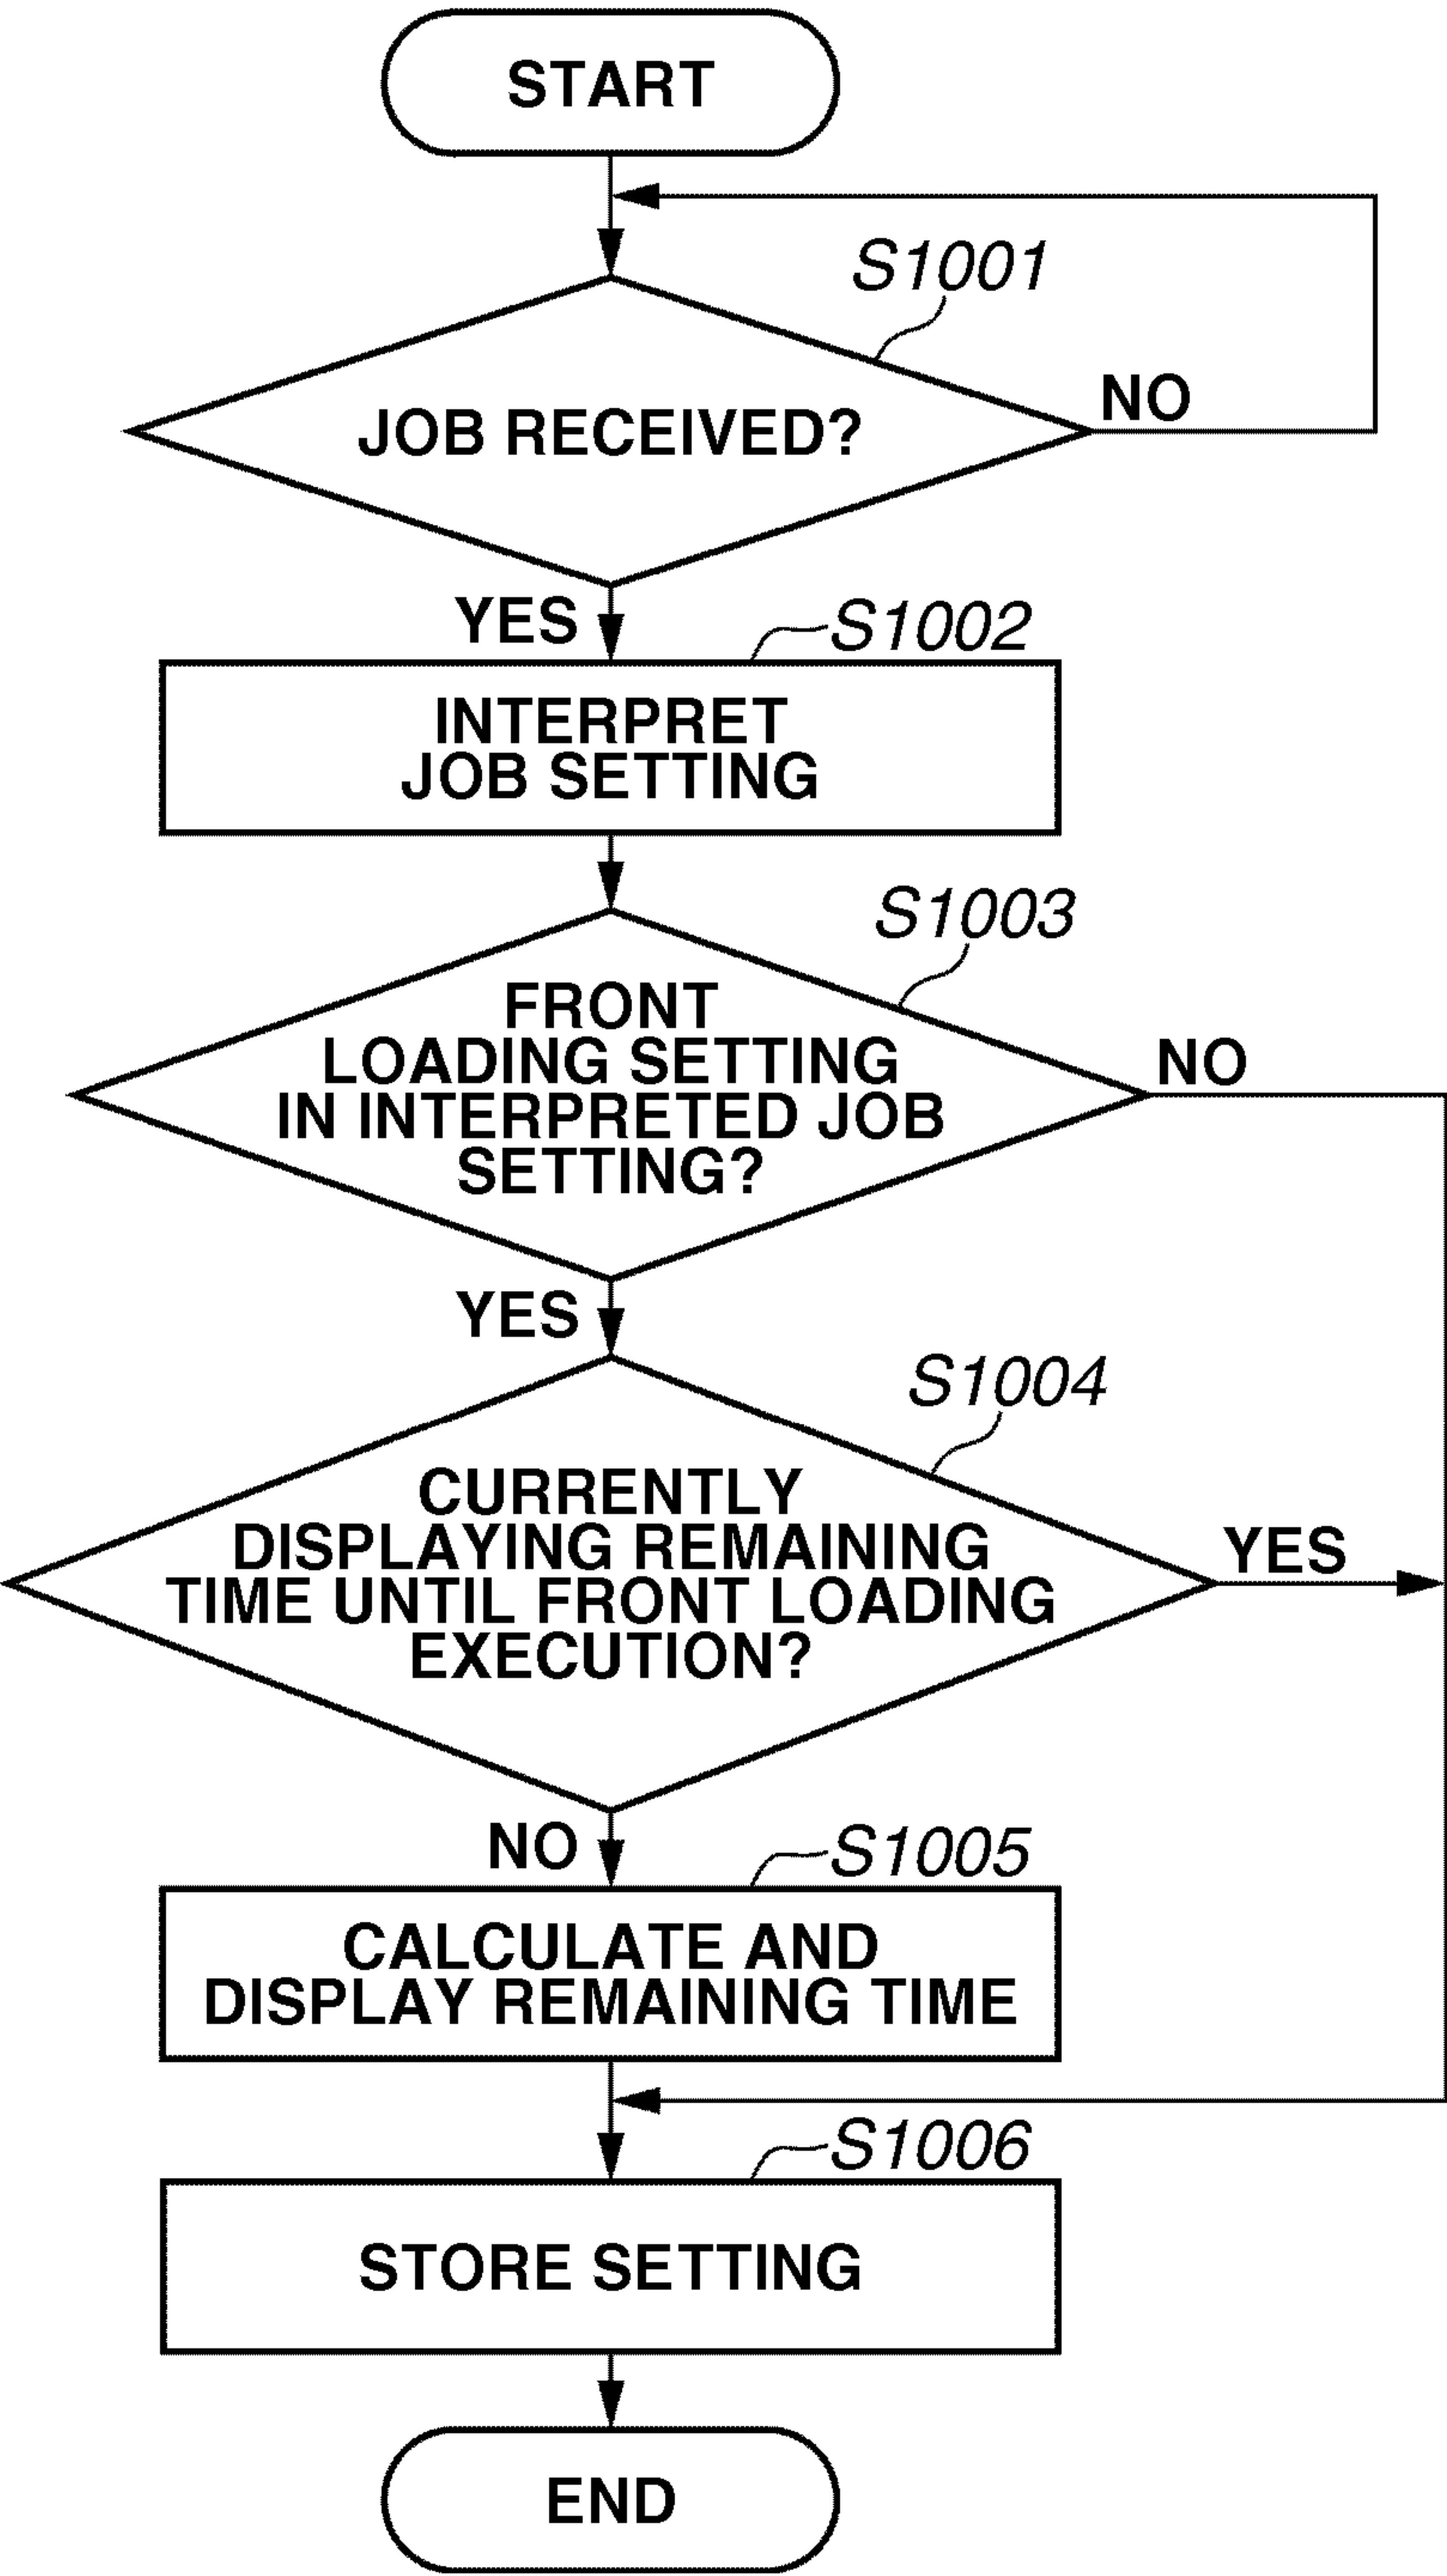 START
S1001
JOB RECEIVED?
NO
YES
S1002
INTERPRET
JOB SETTING
S1003
FRONT
LOADING SETTING
IN INTERPRETED JOB
SETTING?
NO
YES
S1004
CURRENTLY
DISPLAYING REMAINING
TIME UNTIL FRONT LOADING
EXECUTION?
YES
NO
S1005
CALCULATE AND
DISPLAY REMAINING TIME
S1006
STORE SETTING
END